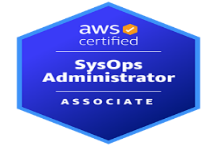 aws
certified
SysOps
Administrator
ASSOCIATE